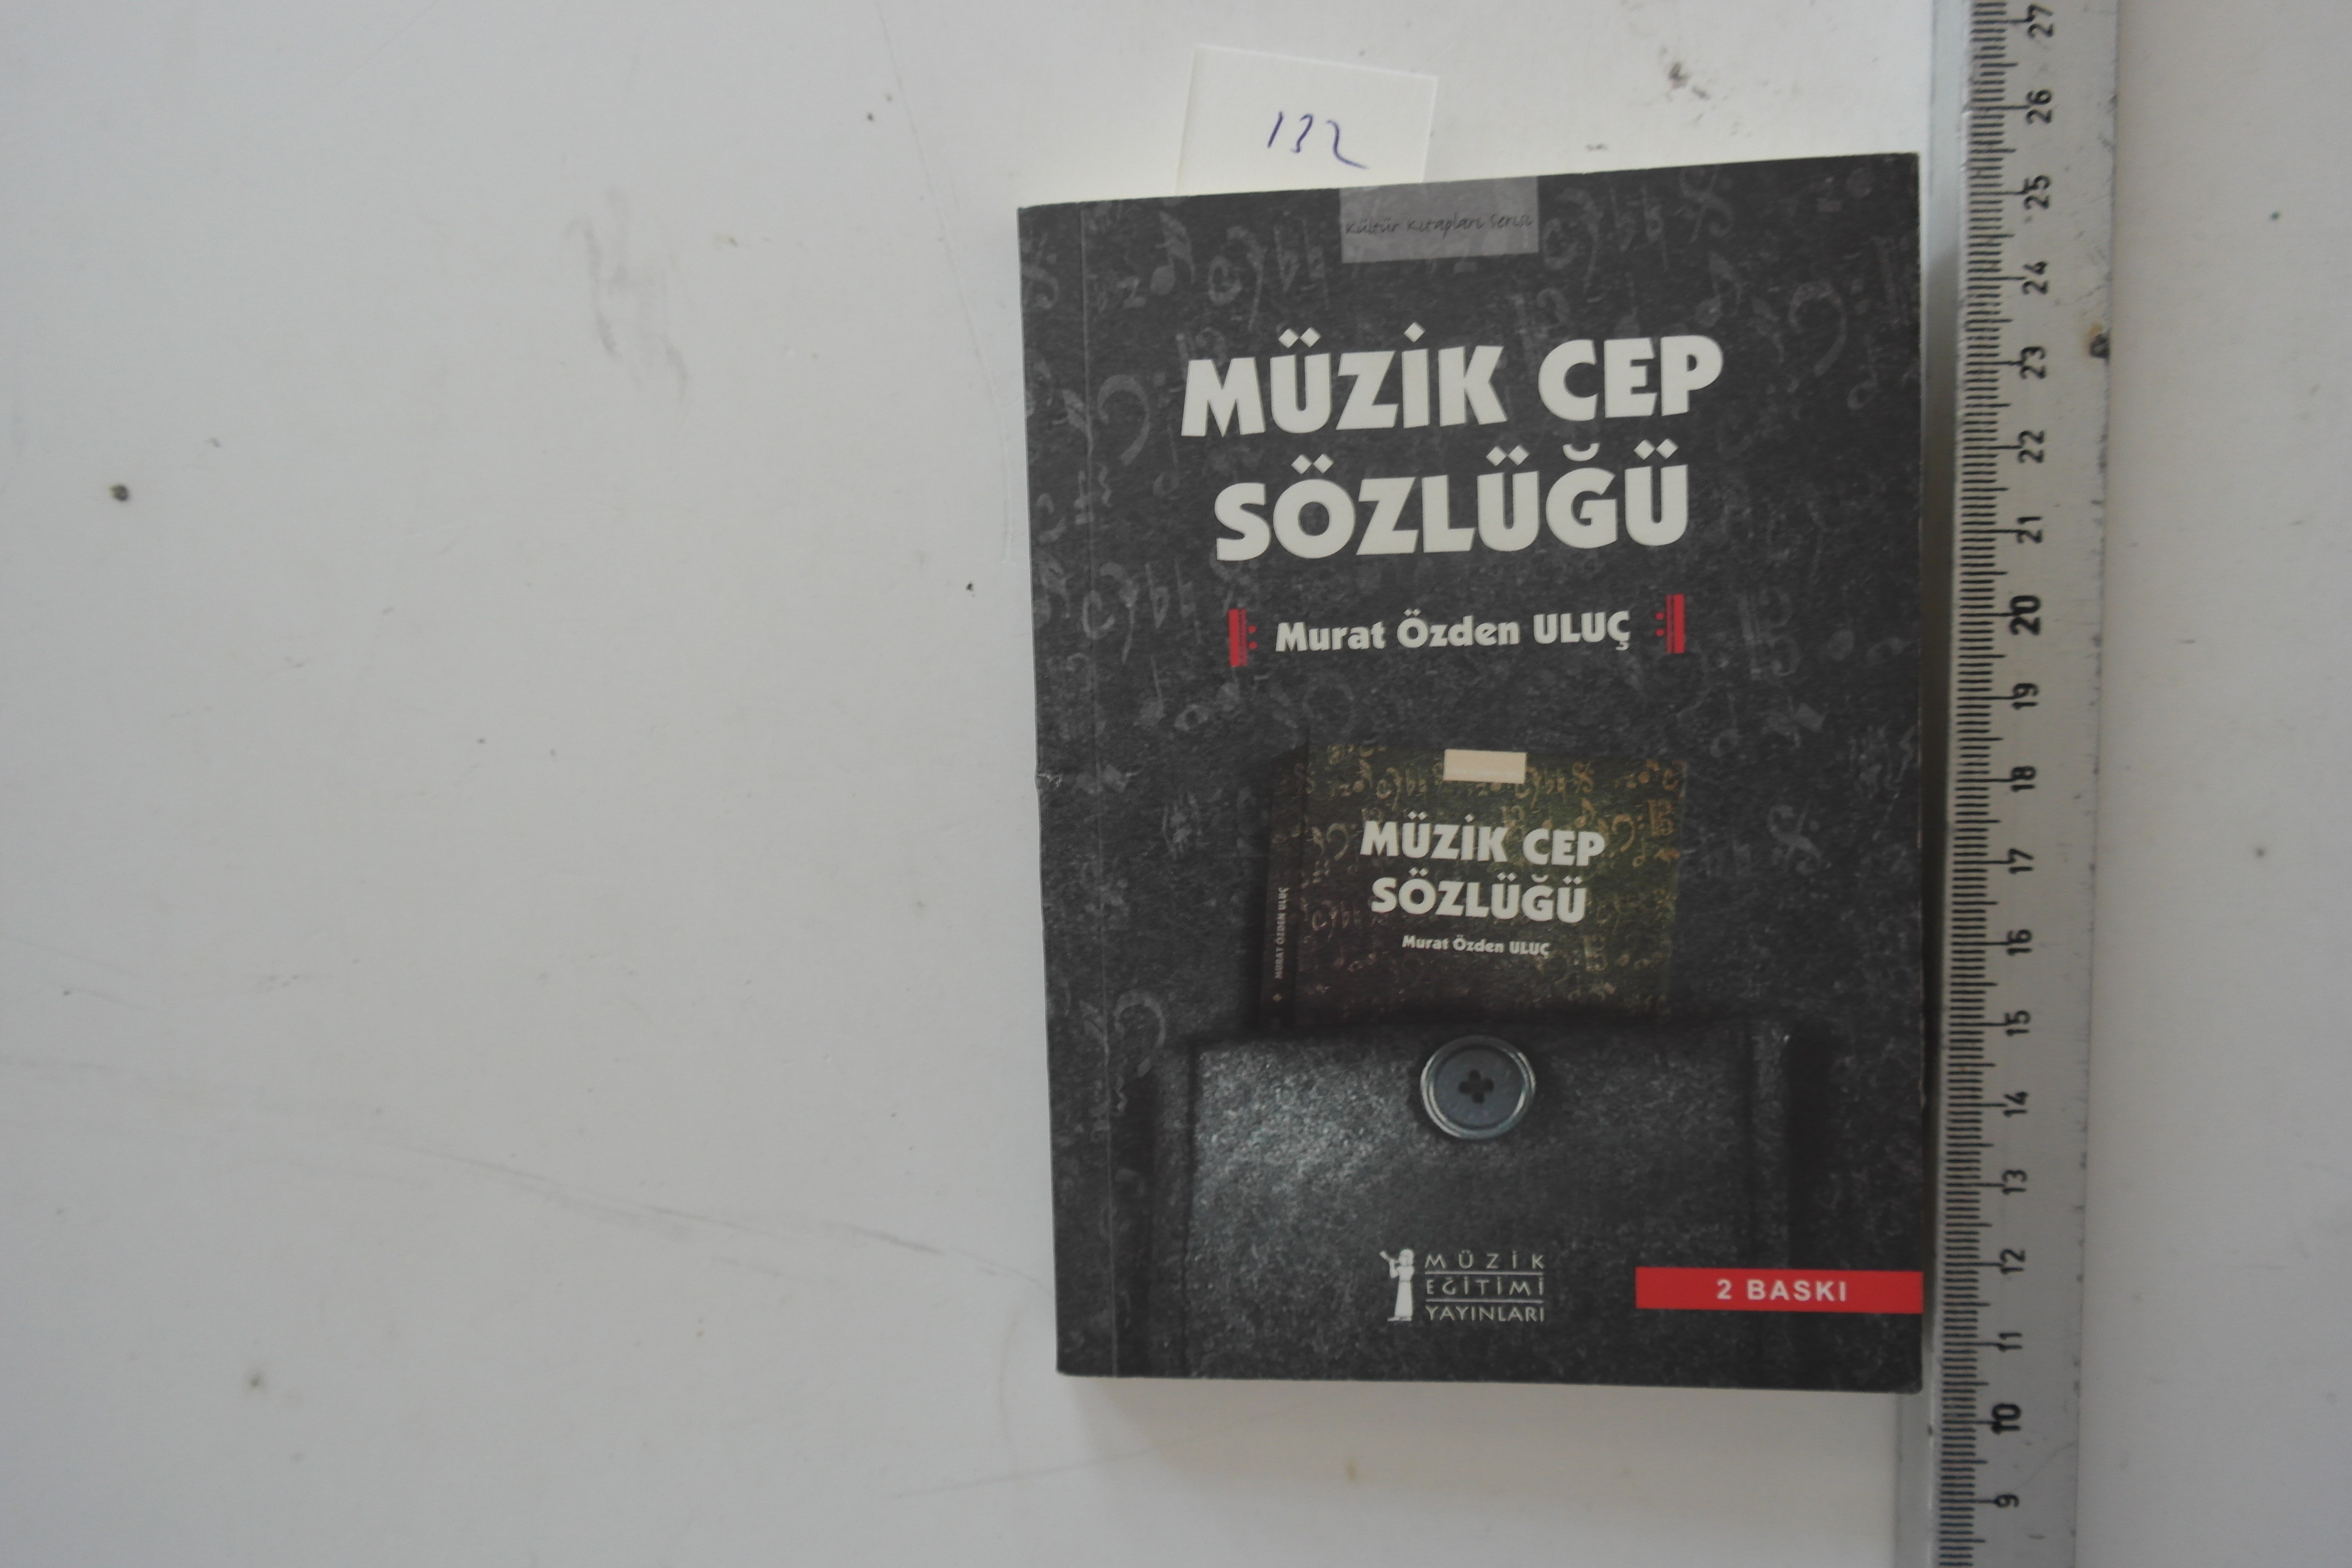 132
Kültür Kitapları Serisi
MÜZİK CEP
SÖZLÜĞÜ
Murat Özden ULUÇ
MÜZİK CEP
SÖZLÜĞÜ
Murat Özden ULUÇ
MURAT ÖZDEN ULUÇ
MÜZİK
EĞİTİMİ
YAYINLARI
2 BASKI
27
26
25
24
23
22
21
20
19
18
17
16
15
14
13
12
11
10
9